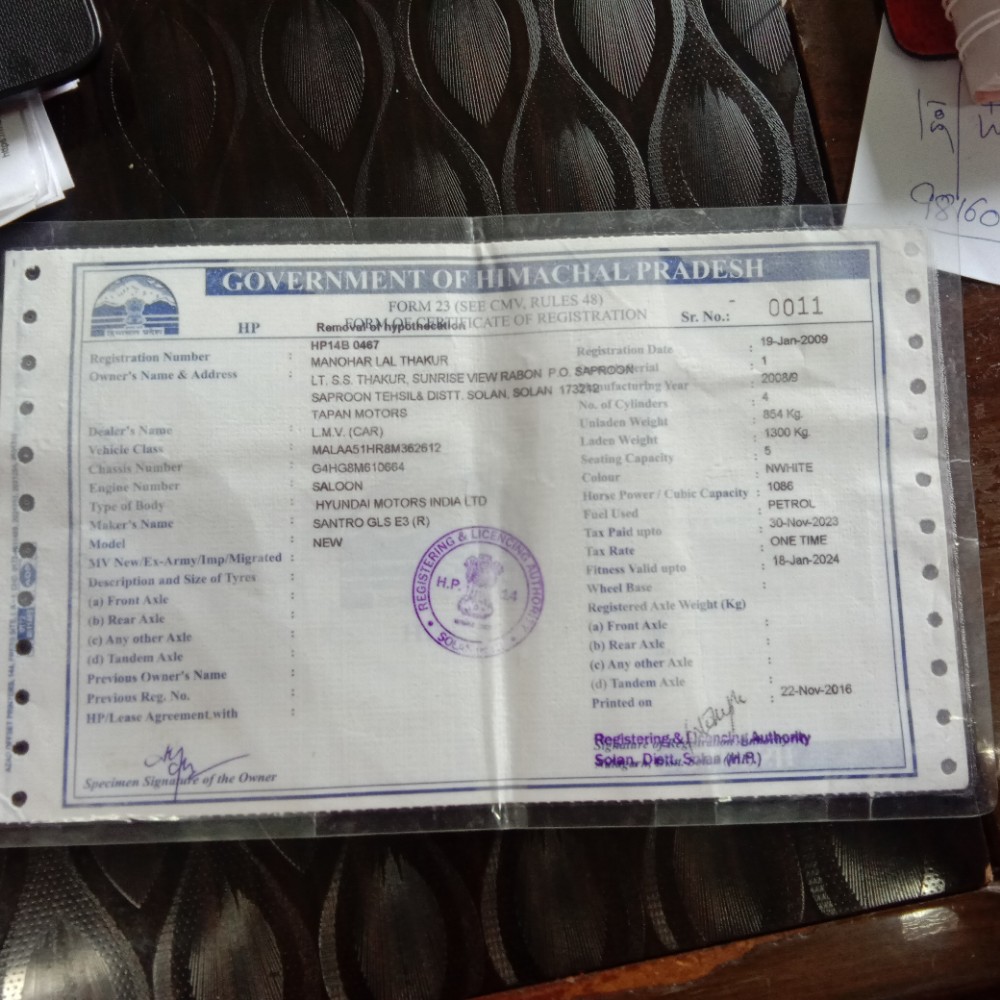 GOVERNMENT OF HIMACHAL PRADESH
FORM 23 (SEE CMV, RULES 48)
FORM OF CERTIFICATE OF REGISTRATION
HP Removal of hypothecation Sr. No.: 0011
Registration Number : HP14B 0467
Owner's Name & Address : MANOHAR LAL THAKUR
LT. S.S. THAKUR, SUNRISE VIEW RABON P.O. SAPROON
SAPROON TEHSIL& DISTT. SOLAN, SOLAN 173212
Dealer's Name : TAPAN MOTORS
Vehicle Class : L.M.V. (CAR)
Chassis Number : MALAA51HR8M362612
Engine Number : G4HG8M610664
Type of Body : SALOON
Maker's Name : HYUNDAI MOTORS INDIA LTD
Model : SANTRO GLS E3 (R)
MV New/Ex-Army/Imp/Migrated : NEW
Description and Size of Tyres :
(a) Front Axle :
(b) Rear Axle :
(c) Any other Axle :
(d) Tandem Axle :
Previous Owner's Name :
Previous Reg. No. :
HP/Lease Agreement with :
Specimen Signature of the Owner
Registration Date : 19-Jan-2009
: 1
Manufacturing Year : 2008/9
No. of Cylinders : 4
Unladen Weight : 854 Kg.
Laden Weight : 1300 Kg.
Seating Capacity : 5
Colour : NWHITE
Horse Power / Cubic Capacity : 1086
Fuel Used : PETROL
Tax Paid upto : 30-Nov-2023
Tax Rate : ONE TIME
Fitness Valid upto : 18-Jan-2024
Wheel Base :
Registered Axle Weight (Kg)
(a) Front Axle :
(b) Rear Axle :
(c) Any other Axle :
(d) Tandem Axle :
Printed on : 22-Nov-2016
Registering & Licencing Authority
Solan, Distt. Solan (H.P.)
REGISTERING & LICENCING AUTHORITY
H.P. 14
SOLAN
98160